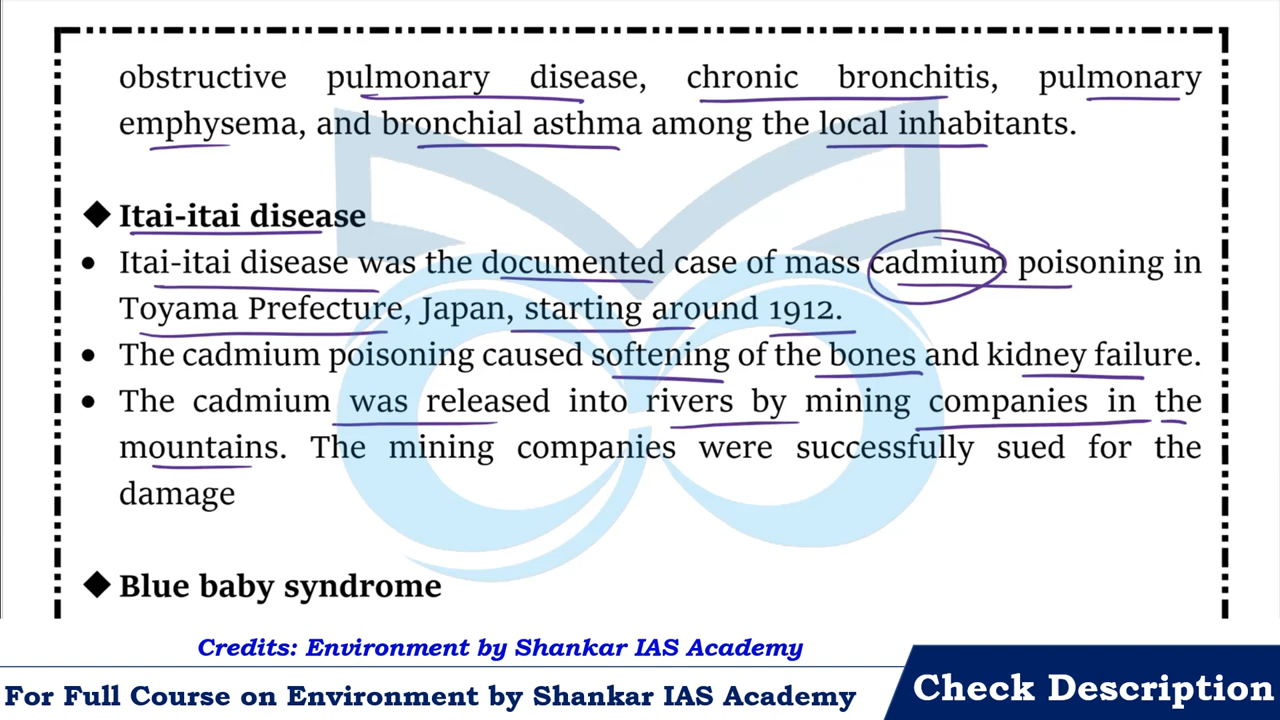 obstructive pulmonary disease, chronic bronchitis, pulmonary
emphysema, and bronchial asthma among the local inhabitants.
◆ Itai-itai disease
• Itai-itai disease was the documented case of mass cadmium poisoning in
Toyama Prefecture, Japan, starting around 1912.
• The cadmium poisoning caused softening of the bones and kidney failure.
• The cadmium was released into rivers by mining companies in the
mountains. The mining companies were successfully sued for the
damage
◆ Blue baby syndrome
Credits: Environment by Shankar IAS Academy
For Full Course on Environment by Shankar IAS Academy
Check Description